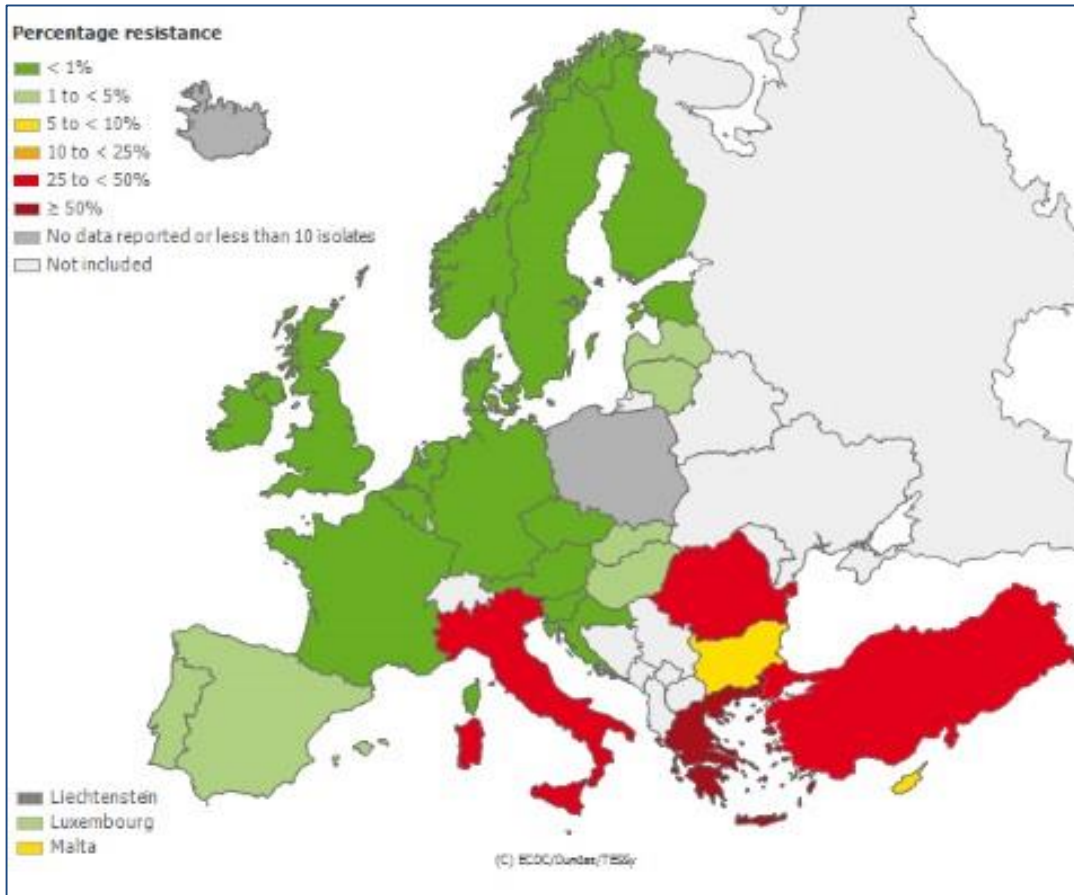 Percentage resistance
< 1%
1 to < 5%
5 to < 10%
10 to < 25%
25 to < 50%
≥ 50%
No data reported or less than 10 isolates
Not included
Liechtenstein
Luxembourg
Malta
(C) ECDC/Dundas/TESSy